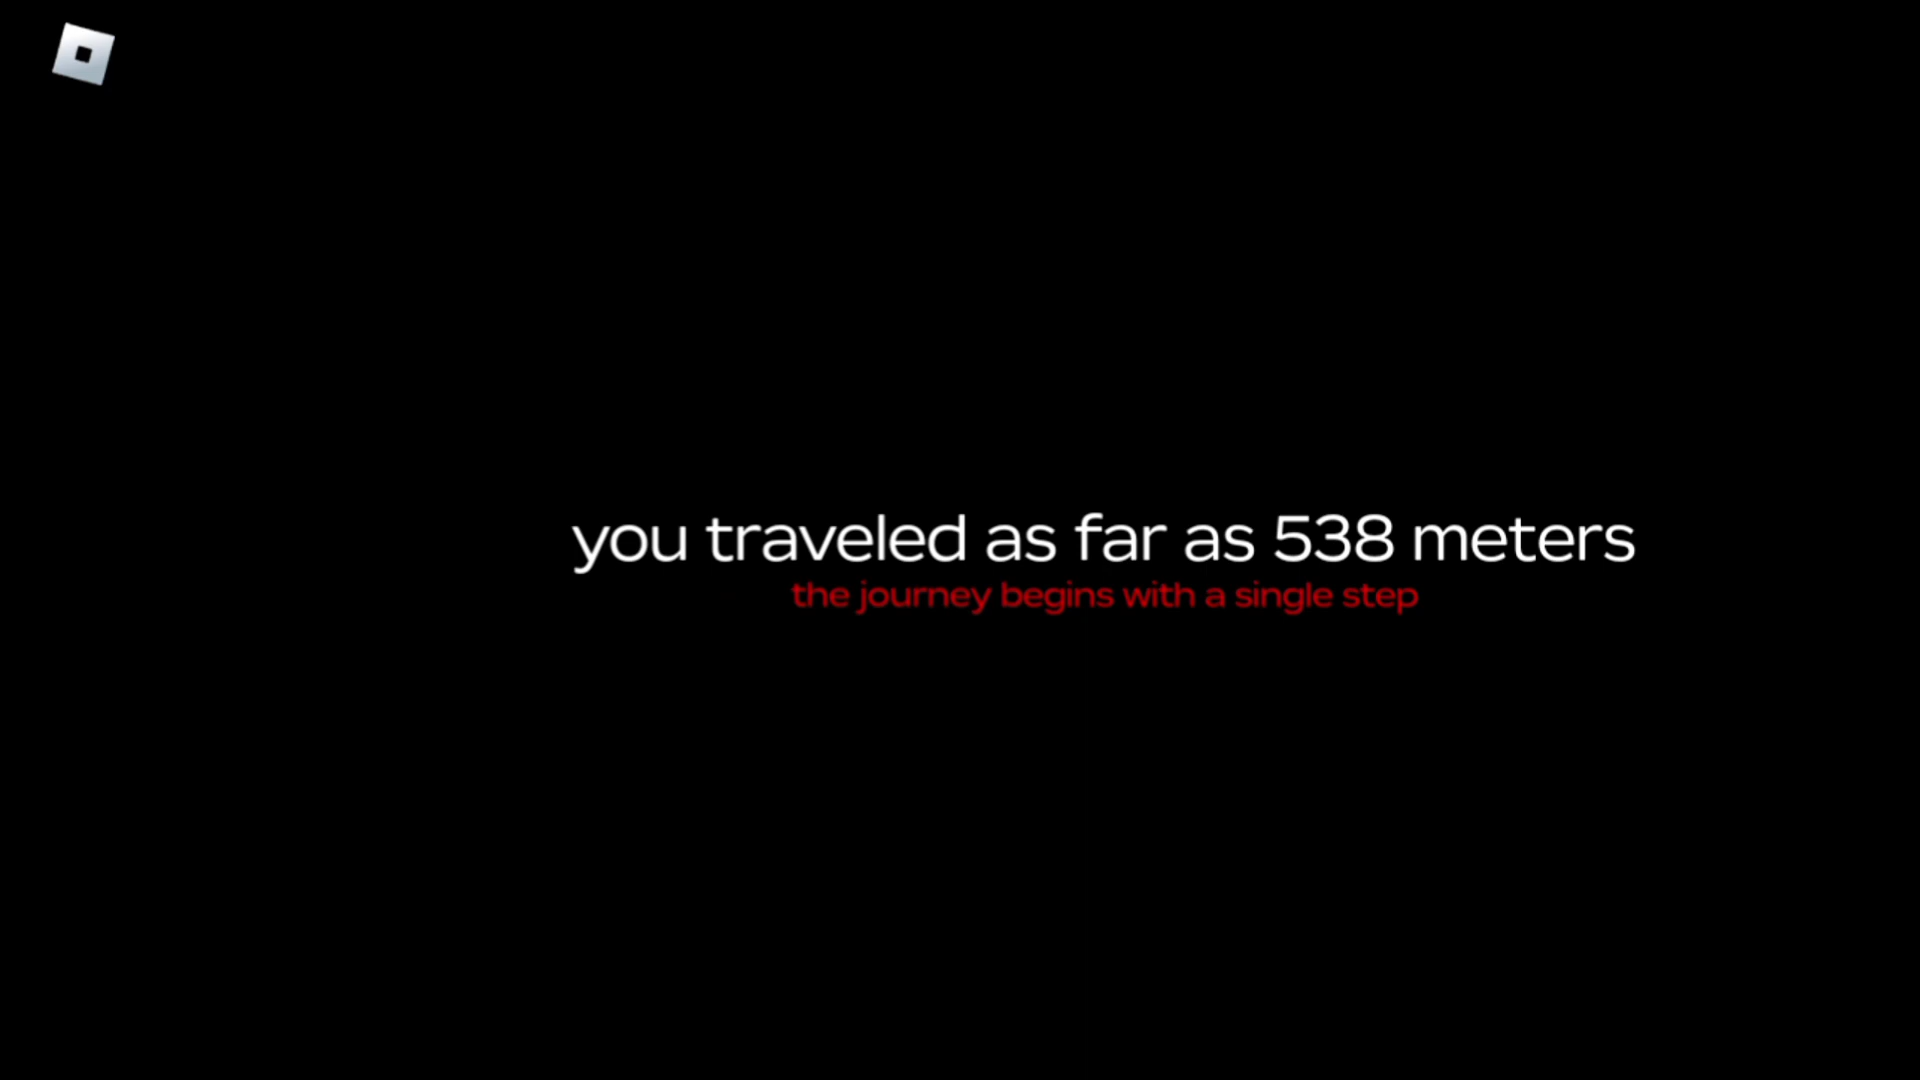 you traveled as far as 538 meters
the journey begins with a single step